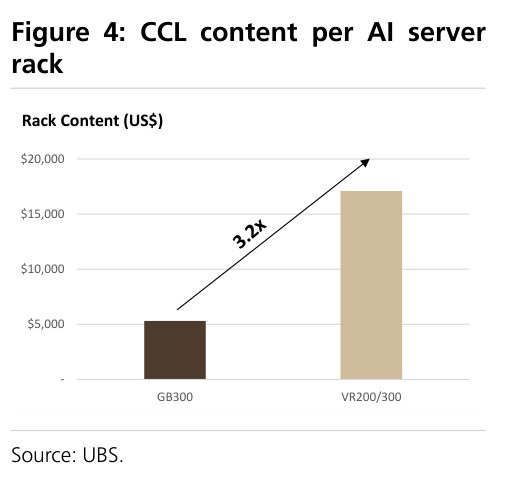 Figure 4: CCL content per AI server
rack
Rack Content (US$)
$20,000
$15,000
$10,000
$5,000
-
3.2x
GB300
VR200/300
Source: UBS.